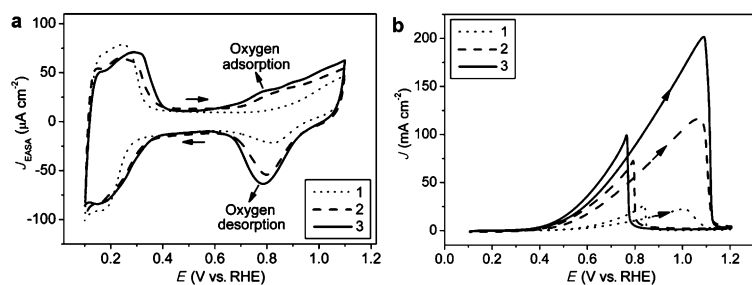 a
Oxygen
adsorption
Oxygen
desorption
1
2
3
100
50
0
-50
-100
J_EASA (μA cm⁻²)
0.2 0.4 0.6 0.8 1.0 1.2
E (V vs. RHE)
b
1
2
3
200
150
100
50
0
J (mA cm⁻²)
0.0 0.2 0.4 0.6 0.8 1.0 1.2
E (V vs. RHE)